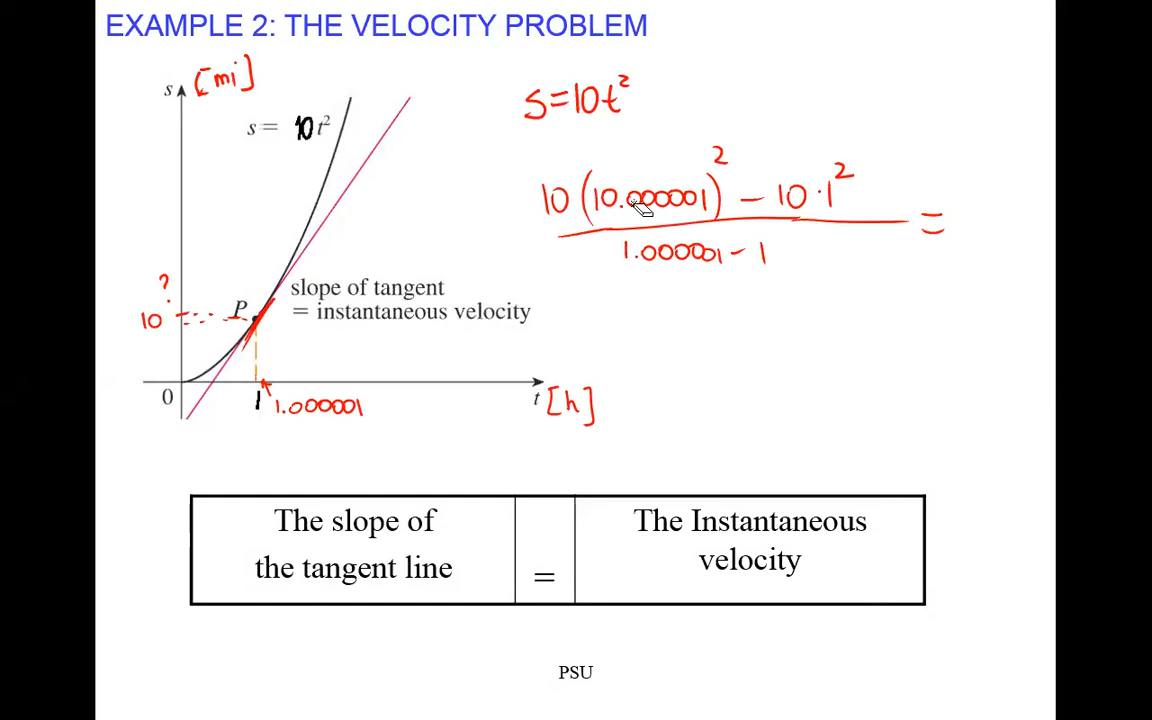 EXAMPLE 2: THE VELOCITY PROBLEM
s [mi]
s = 10t²
s = 10t²
10(10.000001)² – 10·1²
=
1.000001 – 1
?
10
P
slope of tangent
= instantaneous velocity
0
1
1.000001
t [h]
The slope of
the tangent line
=
The Instantaneous
velocity
PSU